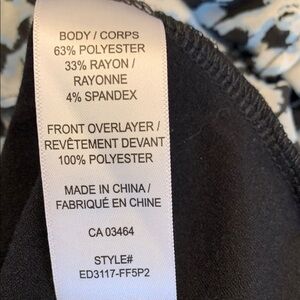 BODY / CORPS
63% POLYESTER
33% RAYON /
RAYONNE
4% SPANDEX
FRONT OVERLAYER /
REVÊTEMENT DEVANT
100% POLYESTER
MADE IN CHINA /
FABRIQUÉ EN CHINE
CA 03464
STYLE#
ED3117-FF5P2